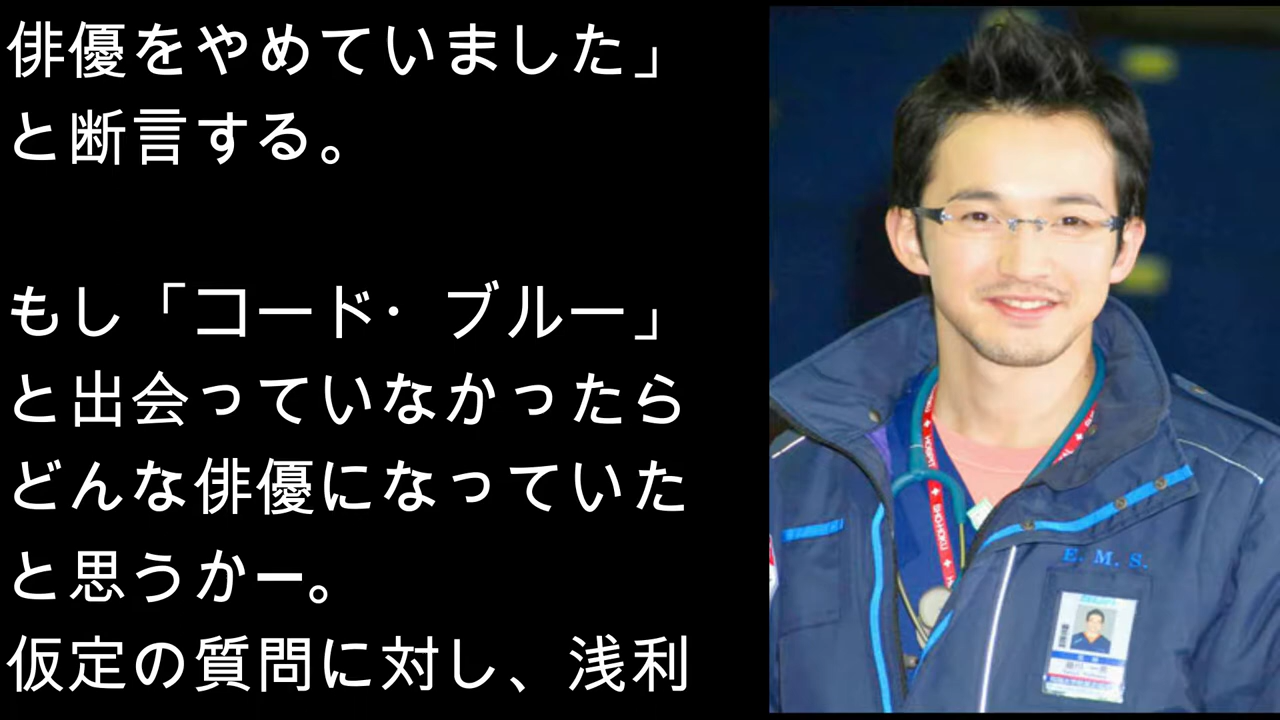 俳優をやめていました」
と断言する。
もし「コード・ブルー」
と出会っていなかったら
どんな俳優になっていた
と思うかー。
仮定の質問に対し、浅利
SHOHOKU
E. M. S.